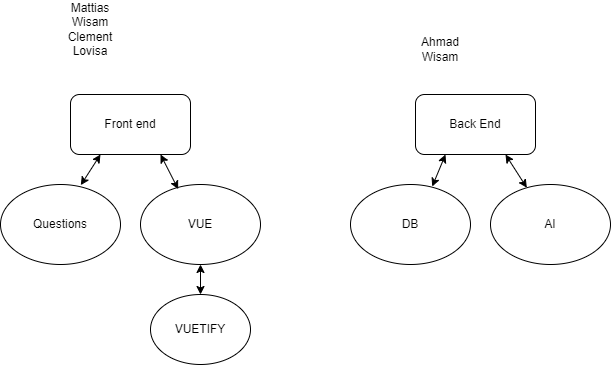 Mattias
Wisam
Clement
Lovisa
Ahmad
Wisam
Front end
Back End
Questions
VUE
DB
AI
VUETIFY